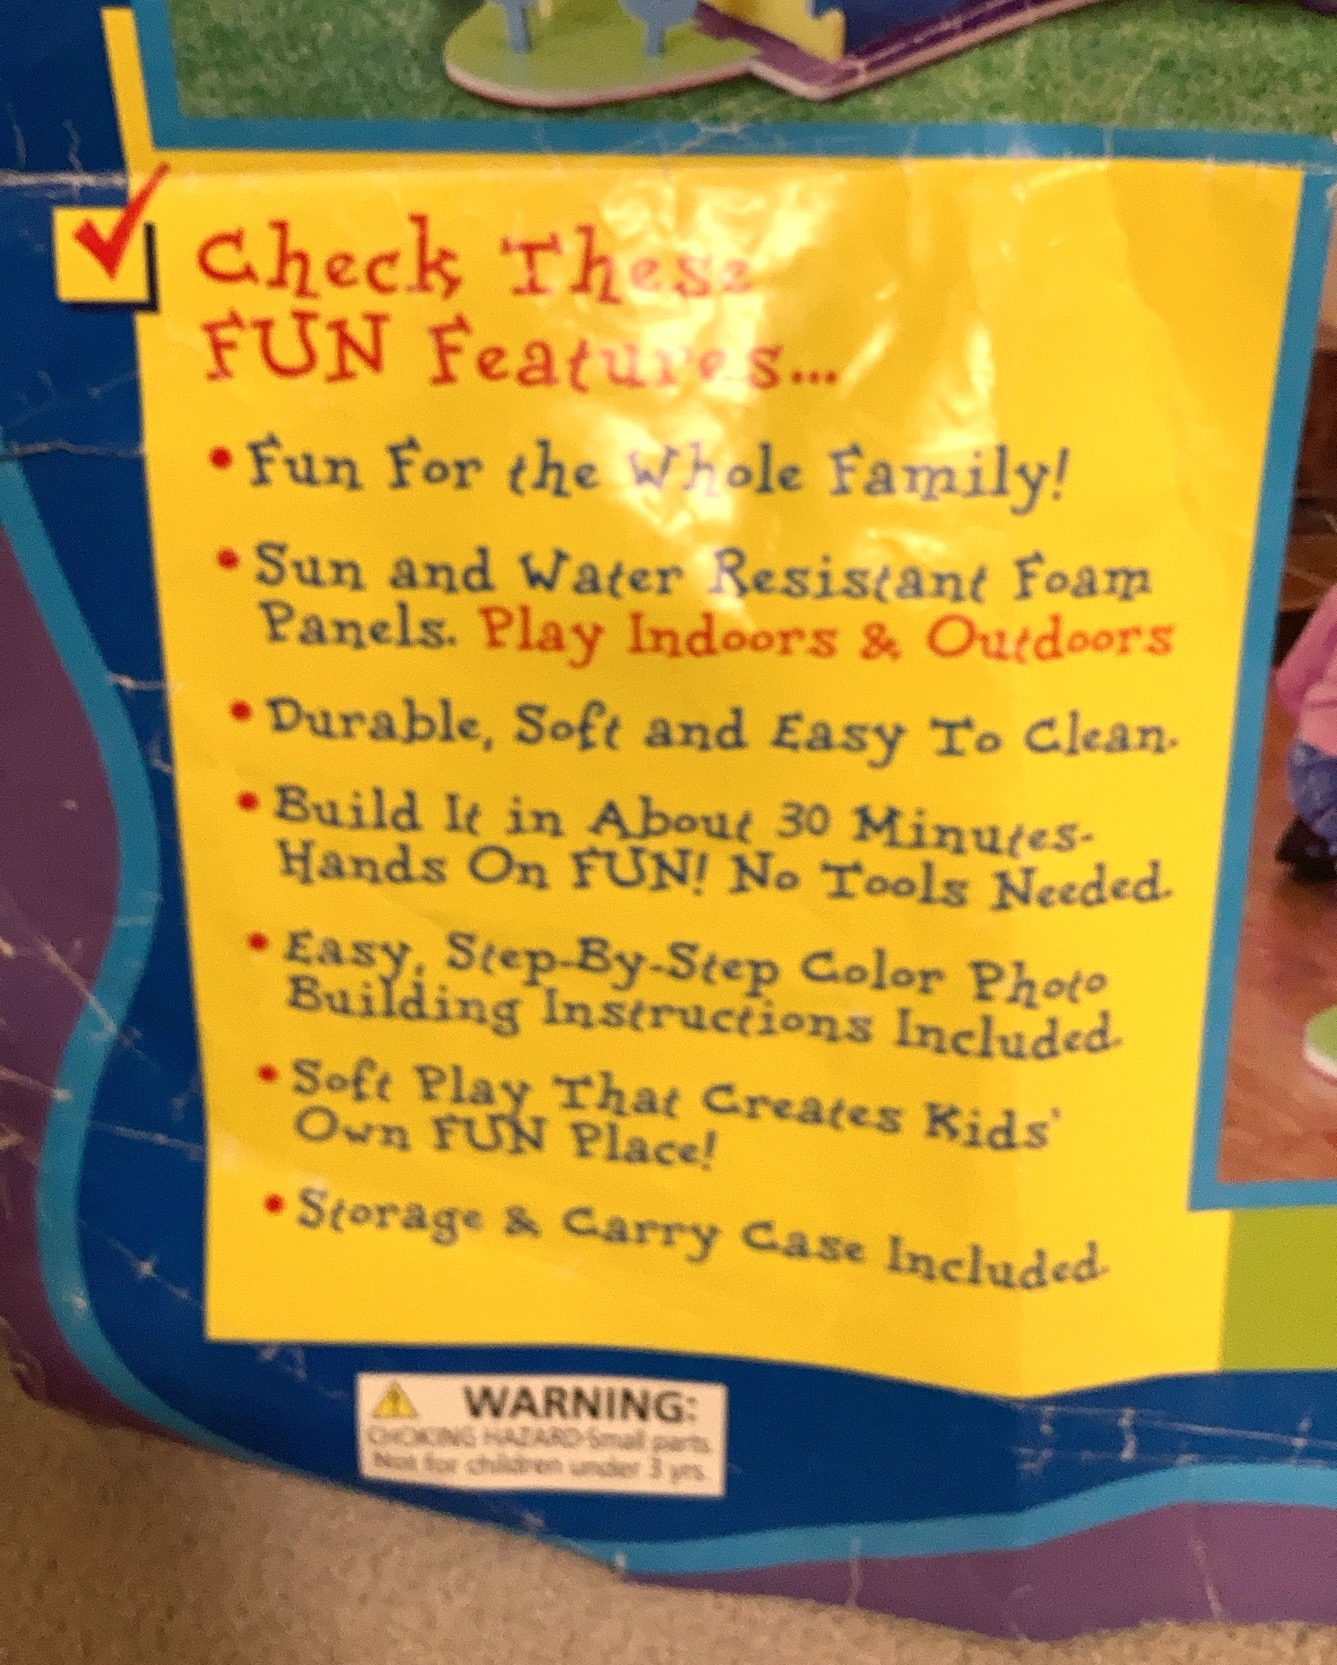 Check These
FUN Features...
• Fun For the Whole Family!
• Sun and Water Resistant Foam
Panels. Play Indoors & Outdoors
• Durable, Soft and Easy To Clean.
• Build It in About 30 Minutes-
Hands On FUN! No Tools Needed.
• Easy, Step-By-Step Color Photo
Building Instructions Included.
• Soft Play That Creates Kids'
Own FUN Place!
• Storage & Carry Case Included.
WARNING:
CHOKING HAZARD-Small parts
Not for children under 3 yrs.